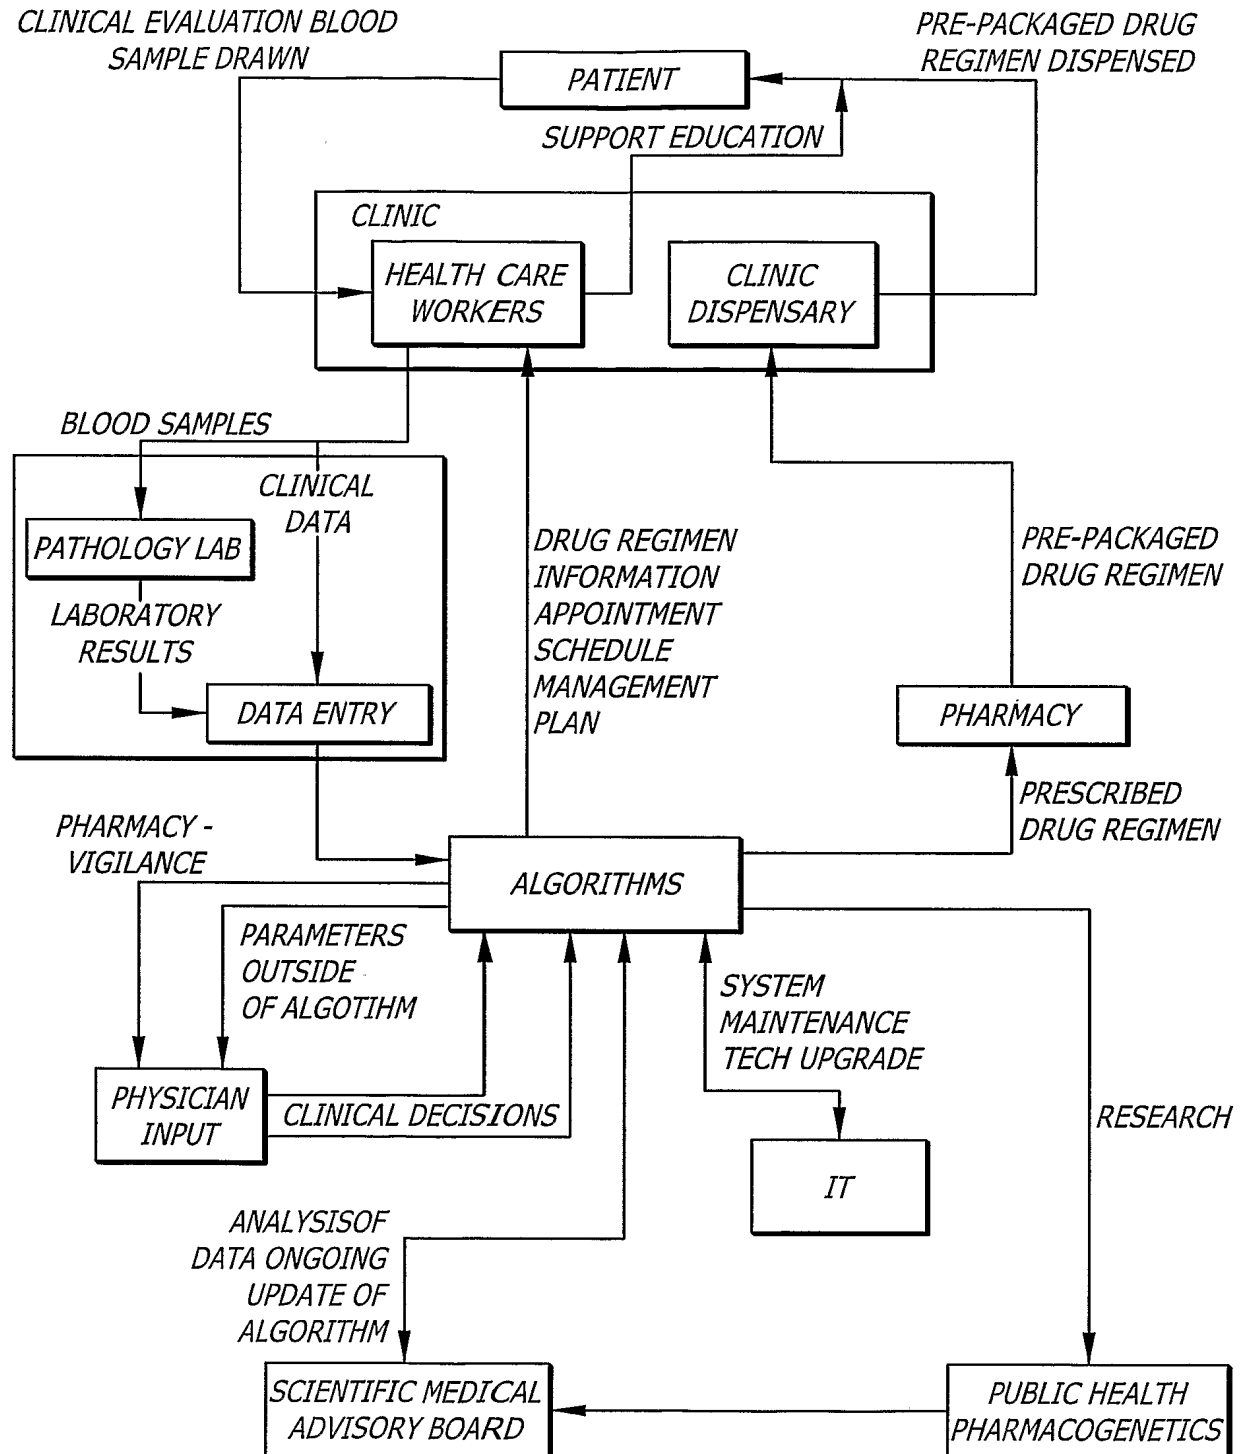 CLINICAL EVALUATION BLOOD
SAMPLE DRAWN
PRE-PACKAGED DRUG
REGIMEN DISPENSED
PATIENT
SUPPORT EDUCATION
CLINIC
HEALTH CARE
WORKERS
CLINIC
DISPENSARY
BLOOD SAMPLES
CLINICAL
DATA
PATHOLOGY LAB
LABORATORY
RESULTS
DATA ENTRY
DRUG REGIMEN
INFORMATION
APPOINTMENT
SCHEDULE
MANAGEMENT
PLAN
PRE-PACKAGED
DRUG REGIMEN
PHARMACY
PRESCRIBED
DRUG REGIMEN
PHARMACY -
VIGILANCE
ALGORITHMS
PARAMETERS
OUTSIDE
OF ALGOTIHM
SYSTEM
MAINTENANCE
TECH UPGRADE
PHYSICIAN
INPUT
CLINICAL DECISIONS
RESEARCH
IT
ANALYSISOF
DATA ONGOING
UPDATE OF
ALGORITHM
SCIENTIFIC MEDICAL
ADVISORY BOARD
PUBLIC HEALTH
PHARMACOGENETICS